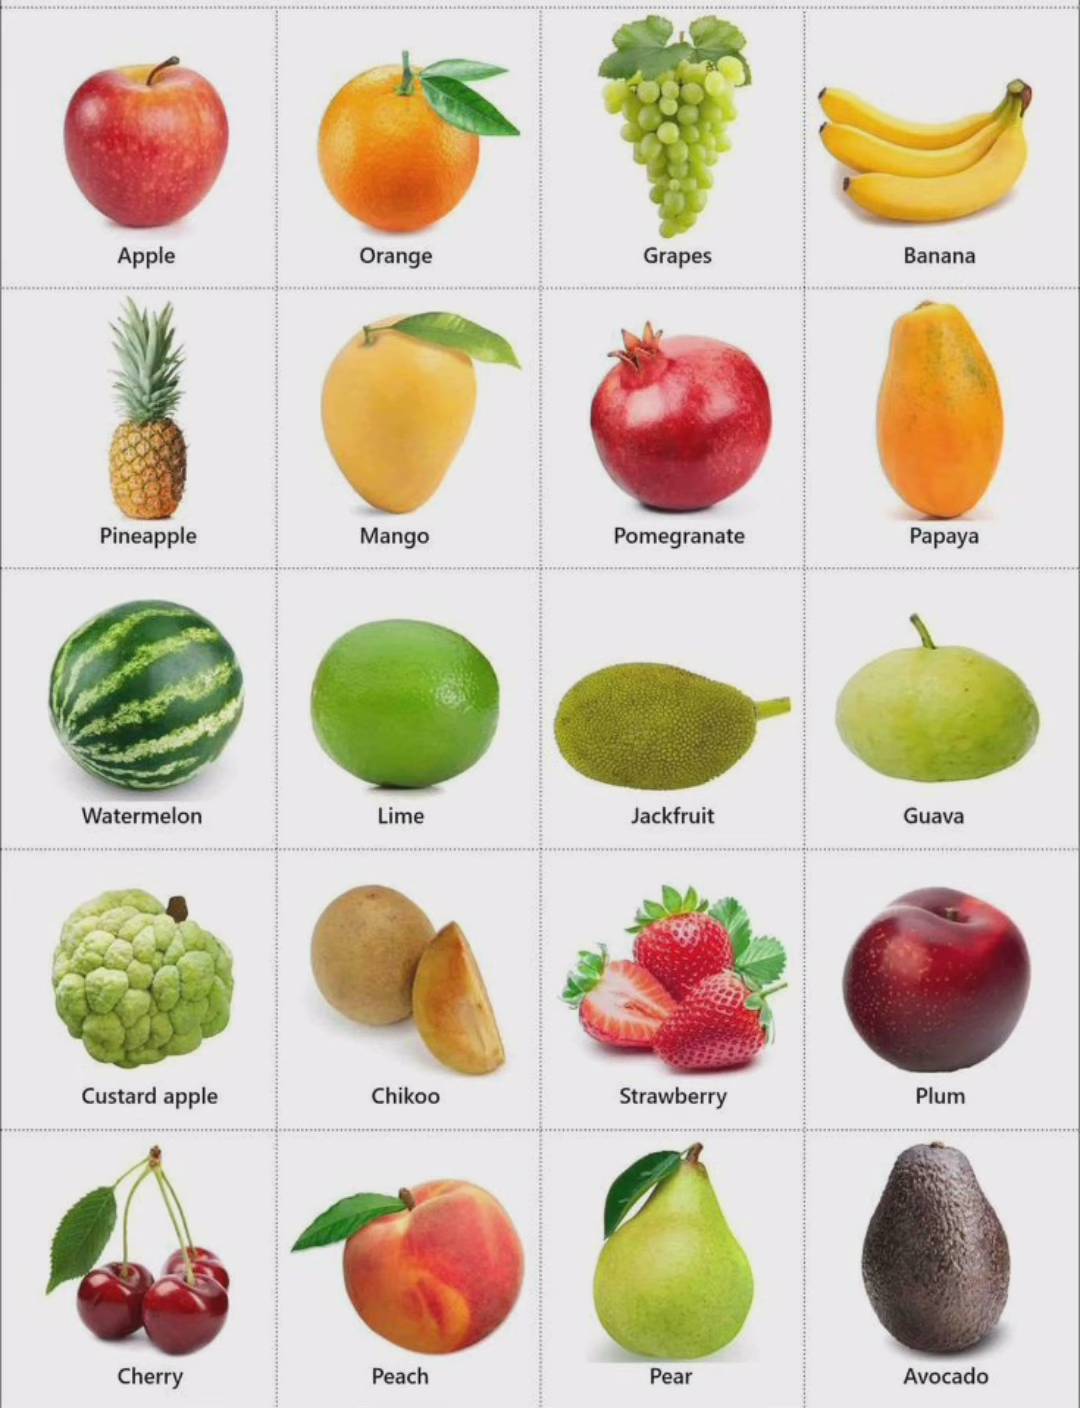 Apple
Orange
Grapes
Banana
Pineapple
Mango
Pomegranate
Papaya
Watermelon
Lime
Jackfruit
Guava
Custard apple
Chikoo
Strawberry
Plum
Cherry
Peach
Pear
Avocado